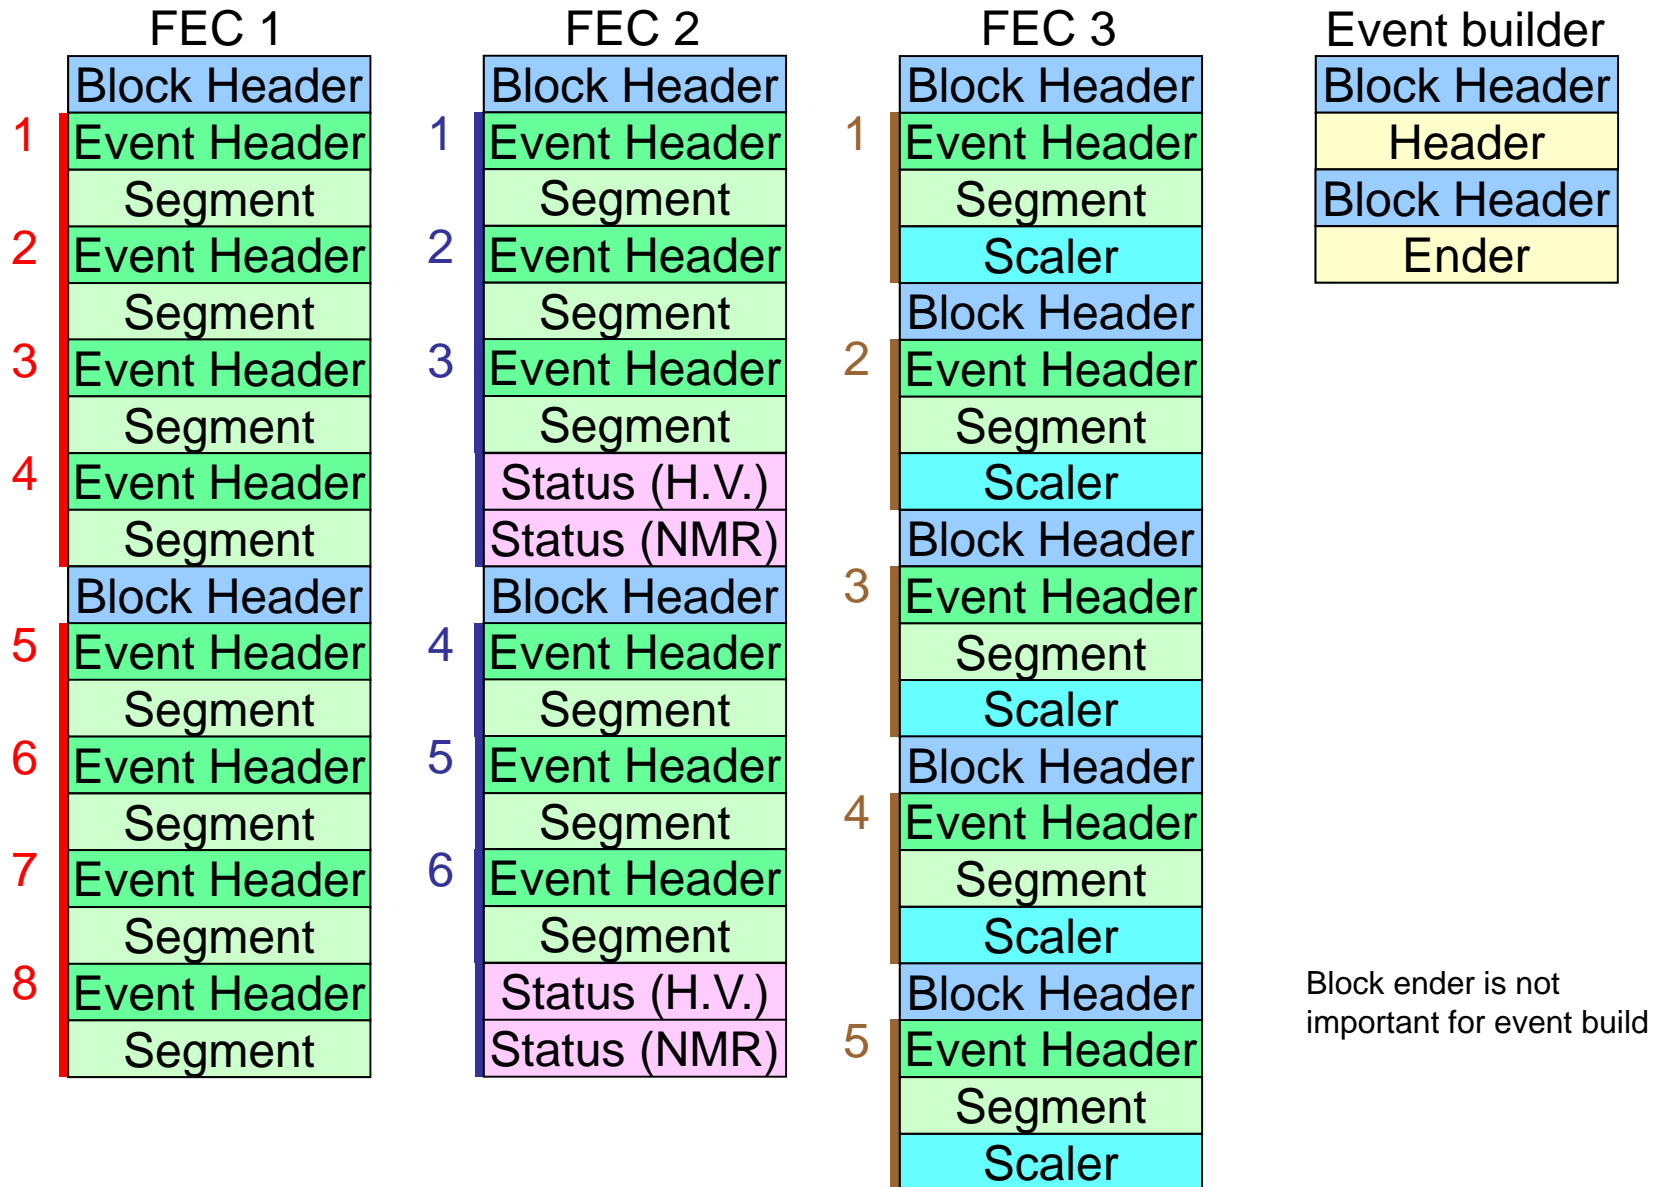 FEC 1
Block Header
1
Event Header
Segment
2
Event Header
Segment
3
Event Header
Segment
4
Event Header
Segment
Block Header
5
Event Header
Segment
6
Event Header
Segment
7
Event Header
Segment
8
Event Header
Segment
FEC 2
Block Header
1
Event Header
Segment
2
Event Header
Segment
3
Event Header
Segment
Status (H.V.)
Status (NMR)
Block Header
4
Event Header
Segment
5
Event Header
Segment
6
Event Header
Segment
Status (H.V.)
Status (NMR)
FEC 3
Block Header
1
Event Header
Segment
Scaler
Block Header
2
Event Header
Segment
Scaler
Block Header
3
Event Header
Segment
Scaler
Block Header
4
Event Header
Segment
Scaler
Block Header
5
Event Header
Segment
Scaler
Event builder
Block Header
Header
Block Header
Ender
Block ender is not
important for event build